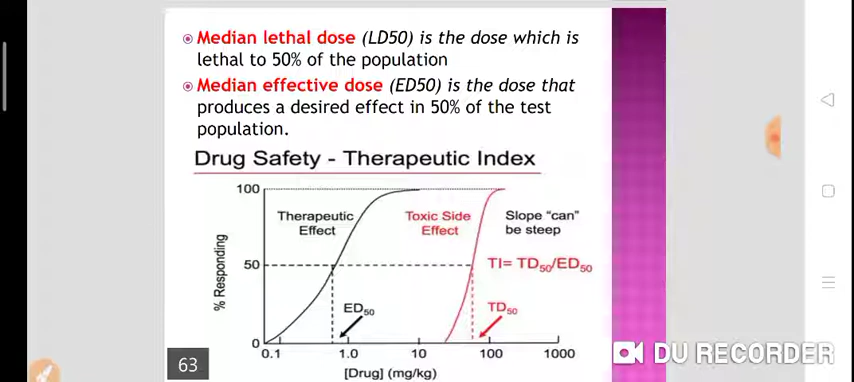 Median lethal dose (LD50) is the dose which is
lethal to 50% of the population
Median effective dose (ED50) is the dose that
produces a desired effect in 50% of the test
population.
Drug Safety - Therapeutic Index
100
50
0
% Responding
Therapeutic
Effect
Toxic Side
Effect
Slope "can"
be steep
TI= TD50/ED50
ED50
TD50
0.1
1.0
10
100
1000
[Drug] (mg/kg)
63
DU RECORDER